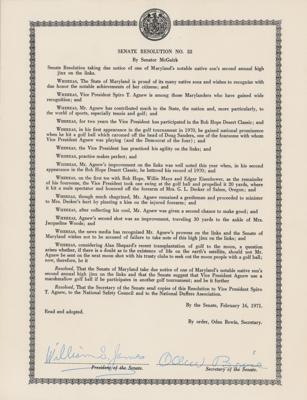 SENATE RESOLUTION NO. 33
By Senator McGuirk
Senate Resolution taking due notice of one of Maryland's notable native son's second annual high
jinx on the links.
WHEREAS, The State of Maryland is proud of its many native sons and wishes to recognize with
due honor the notable achievements of her citizens; and
WHEREAS, Vice President Spiro T. Agnew is among those Marylanders who have gained wide
recognition; and
WHEREAS, Mr. Agnew has contributed much to the State, the nation and, more particularly, to
the world of sports, especially tennis and golf; and
WHEREAS, for two years the Vice President has participated in the Bob Hope Desert Classic; and
WHEREAS, in his first appearance in the golf tournament in 1970, he gained national prominence
when he hit a golf ball which caromed off the head of Doug Sanders, one of the foursome with whom
Vice President Agnew was playing (and the Democrat of the four); and
WHEREAS, the Vice President has practiced his agility on the links; and
WHEREAS, practice makes perfect; and
WHEREAS, Mr. Agnew's improvement on the links was well noted this year when, in his second
appearance in the Bob Hope Desert Classic, he bettered his record of 1970; and
WHEREAS, on the first tee with Bob Hope, Willie Mays and Edgar Eisenhower, as the remainder
of his foursome, the Vice President took one swing at the golf ball and propelled it 20 yards, where
it hit a male spectator and bounced off the forearm of Mrs. G. L. Decker of Salem, Oregon; and
WHEREAS, though much chagrined, Mr. Agnew remained a gentleman and proceeded to minister
to Mrs. Decker's hurt by planting a kiss on the injured forearm; and
WHEREAS, after collecting his cool, Mr. Agnew was given a second chance to make good; and
WHEREAS, Agnew's second shot was an improvement, traveling 30 yards to the ankle of Mrs.
Jacqueline Woods; and
WHEREAS, the news media has recognized Mr. Agnew's prowess on the links and the Senate of
Maryland wishes not to be accused of failure to take note of this high jinx on the links; and
WHEREAS, considering Alan Shepard's recent transplantation of golf to the moon, a question
arises whether, if there is a doubt as to the existence of life on the earth's satellite, should not Mr.
Agnew be sent on the next moon shot with his trusty clubs to seek out the moon people with a golf ball;
now, therefore, be it
Resolved, That the Senate of Maryland take due notice of one of Maryland's notable native son's
second annual high jinx on the links and that the Senate suggest that Vice President Agnew use a
marshmallow golf ball if he participates in another golf tournament; and be it further
Resolved, That the Secretary of the Senate send copies of this Resolution to Vice President Spiro
T. Agnew, to the National Safety Council and to the National Duffers Association.
By the Senate, February 16, 1971.
Read and adopted.
By order, Oden Bowie, Secretary.
William S. James Oden Bowie
President of the Senate. Secretary of the Senate.